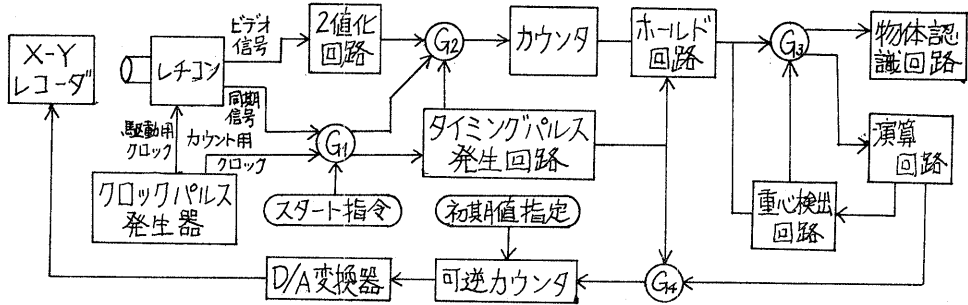 X-Y
レコーダ
レチコン
ビデオ
信号
2値化
回路
G2
カウンタ
ホールド
回路
G3
物体認
識回路
同期
信号
駆動用
クロック
カウント用
クロック
G1
タイミングパルス
発生回路
演算
回路
クロックパルス
発生器
スタート指令
初期値指定
重心検出
回路
D/A変換器
可逆カウンタ
G4